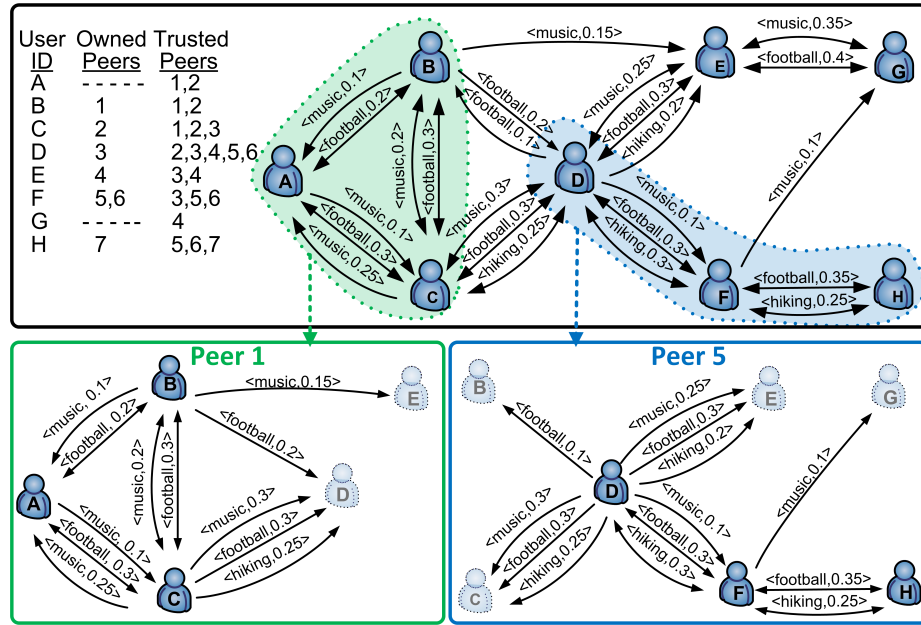 User Owned Trusted
ID Peers Peers
A ----- 1,2
B 1 1,2
C 2 1,2,3
D 3 2,3,4,5,6
E 4 3,4
F 5,6 3,5,6
G ----- 4
H 7 5,6,7
<music,0.15>
<music,0.35>
<football,0.4>
B
E
G
<music,0.1>
<football,0.2>
<music,0.2>
<football,0.3>
<football,0.2>
<football,0.1>
<music,0.25>
<football,0.3>
<hiking,0.2>
<music,0.1>
A
D
<music,0.1>
<football,0.3>
<music,0.25>
<music,0.3>
<football,0.3>
<hiking,0.25>
<music,0.1>
<football,0.3>
<hiking,0.3>
C
F
<football,0.35>
<hiking,0.25>
H
Peer 1
B
<music,0.15>
E
<music, 0.1>
<football, 0.2>
<music,0.2>
<football,0.3>
<football,0.2>
A
D
<music, 0.1>
<football, 0.3>
<music,0.25>
<music,0.3>
<football,0.3>
<hiking,0.25>
C
Peer 5
B
E
G
<football,0.1>
<music,0.25>
<football,0.3>
<hiking,0.2>
<music,0.1>
D
<music,0.3>
<football,0.3>
<hiking,0.25>
<music,0.1>
<football,0.3>
<hiking,0.3>
C
F
<football,0.35>
<hiking,0.25>
H